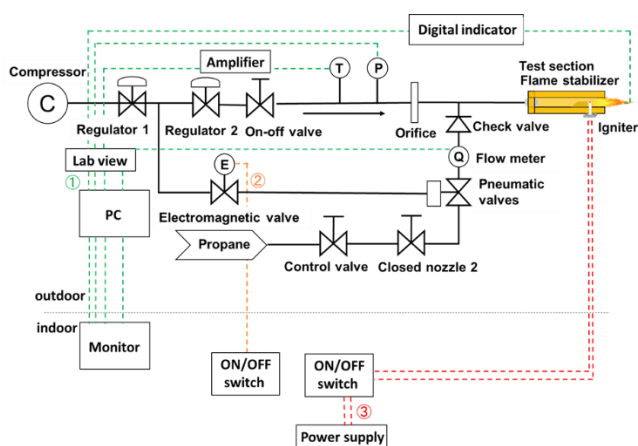 Digital indicator
Compressor
Amplifier
T
P
Test section
Flame stabilizer
C
Regulator 1
Regulator 2
On-off valve
Orifice
Check valve
Igniter
Lab view
①
E
②
Q
Flow meter
PC
Electromagnetic valve
Pneumatic
valves
Propane
Control valve
Closed nozzle 2
outdoor
indoor
Monitor
ON/OFF
switch
ON/OFF
switch
③
Power supply